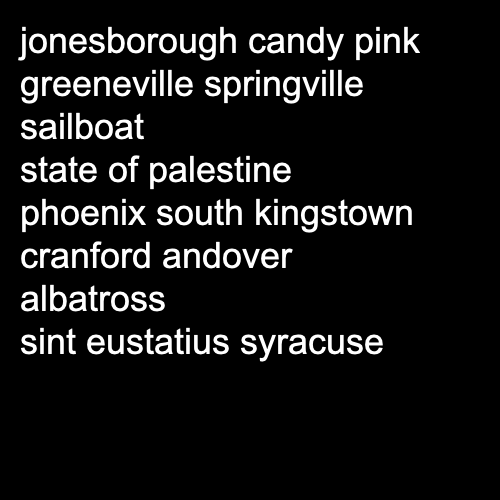 jonesborough candy pink
greeneville springville
sailboat
state of palestine
phoenix south kingstown
cranford andover
albatross
sint eustatius syracuse